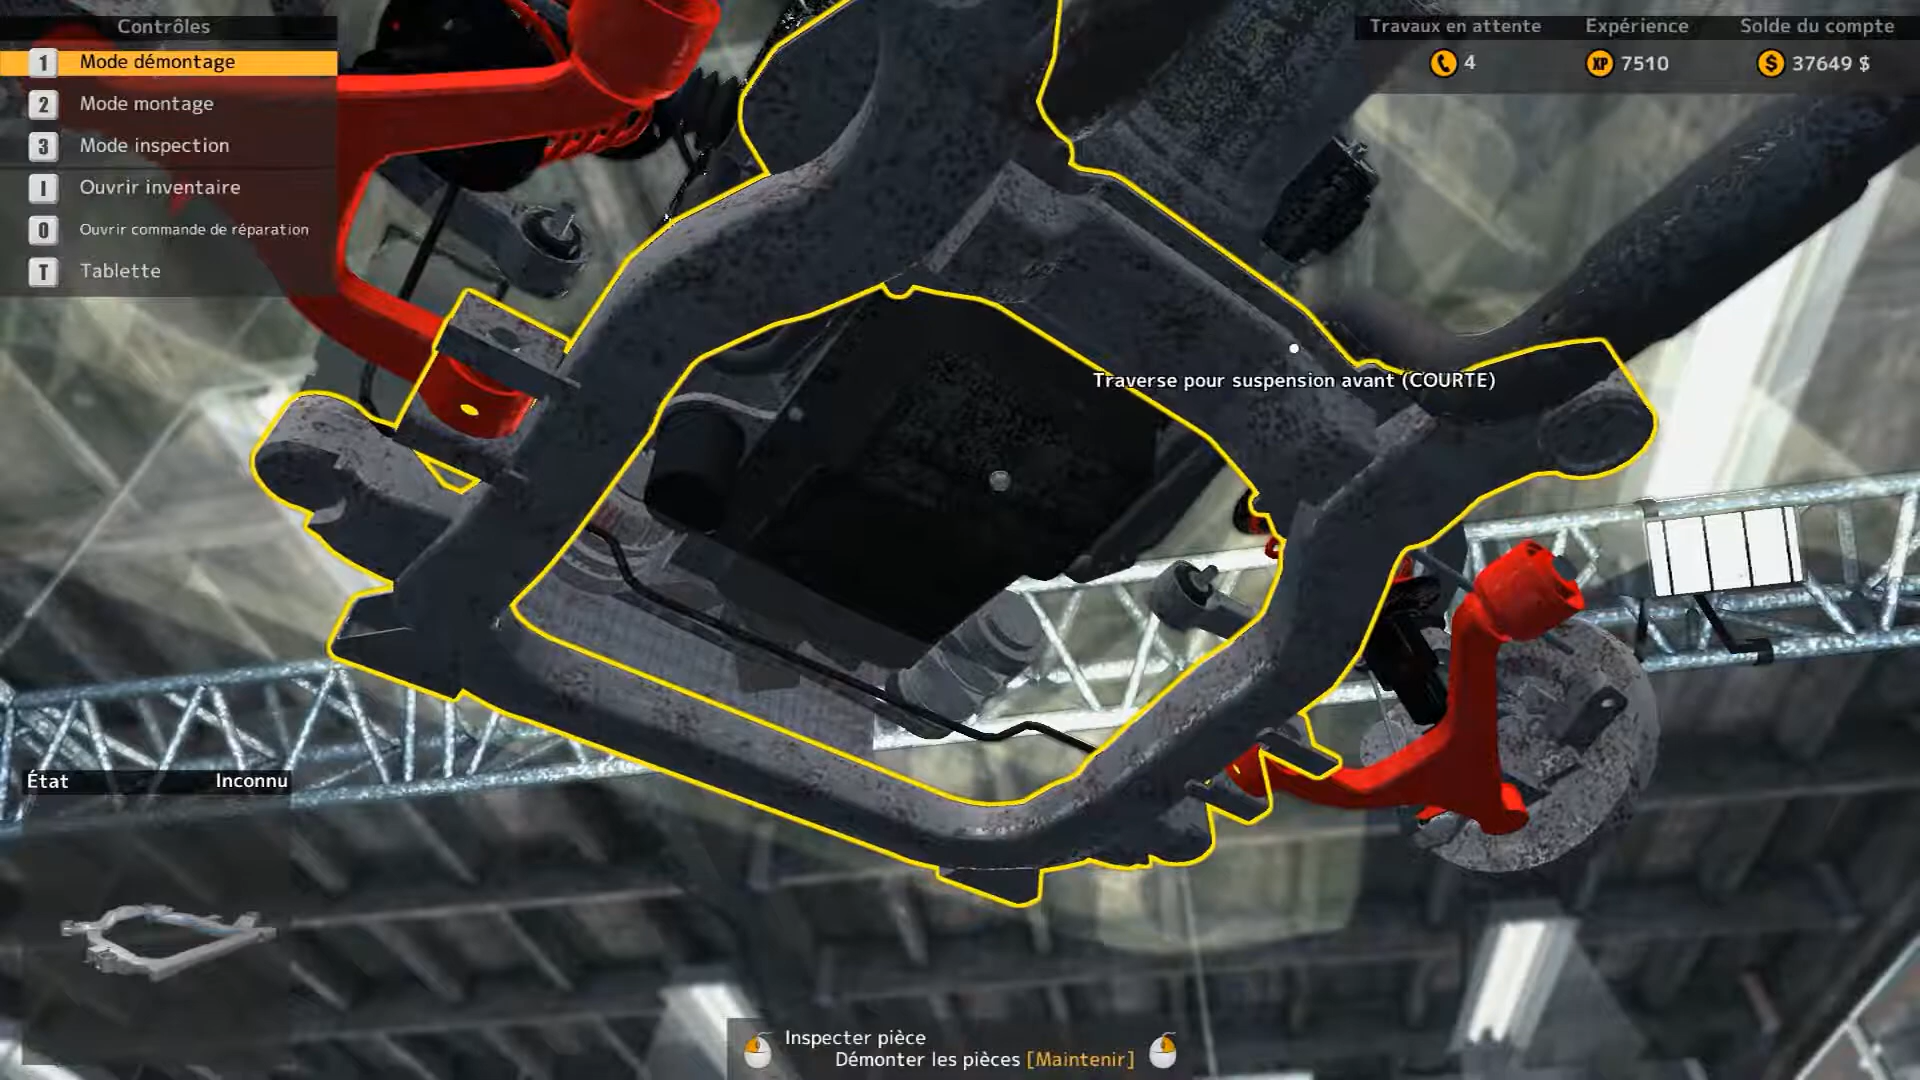 Contrôles
1 Mode démontage
2 Mode montage
3 Mode inspection
I Ouvrir inventaire
O Ouvrir commande de réparation
T Tablette
Travaux en attente Expérience Solde du compte
4 XP 7510 $ 37649 $
Traverse pour suspension avant (COURTE)
État Inconnu
Inspecter pièce
Démonter les pièces [Maintenir]